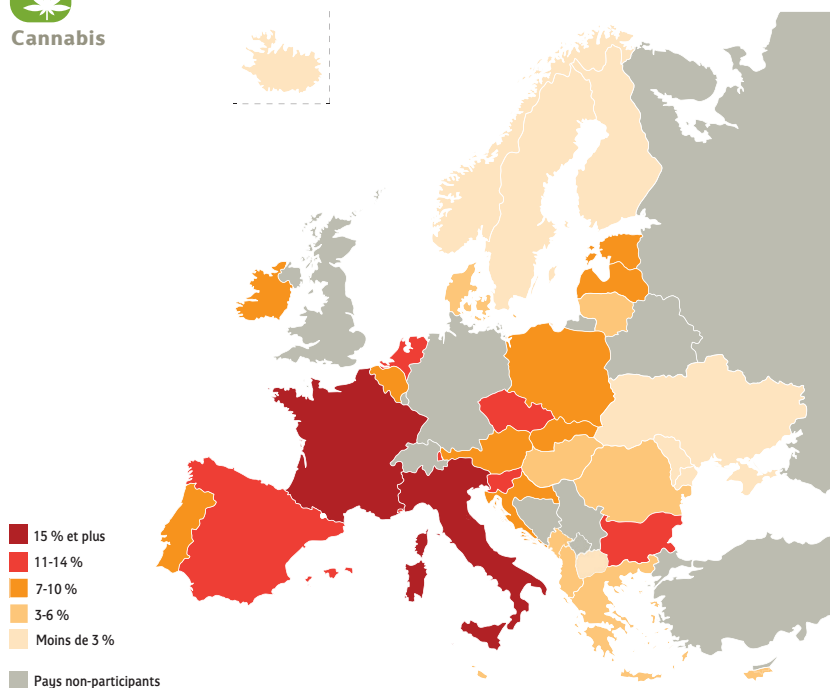 Cannabis
15 % et plus
11-14 %
7-10 %
3-6 %
Moins de 3 %
Pays non-participants